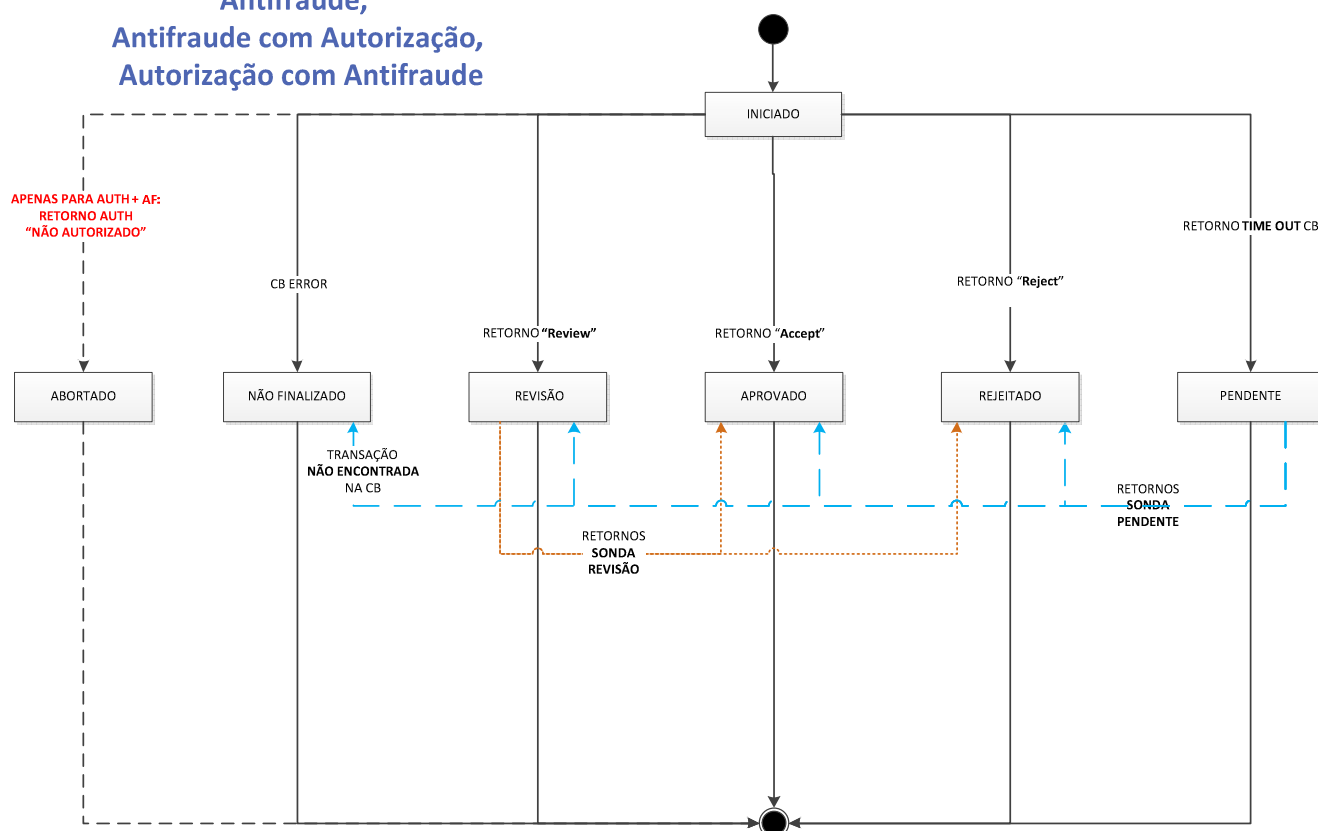 Antifraude,
Antifraude com Autorização,
Autorização com Antifraude
INICIADO
APENAS PARA AUTH + AF:
RETORNO AUTH
“NÃO AUTORIZADO”
RETORNO TIME OUT CB
CB ERROR
RETORNO “Reject”
RETORNO “Review”
RETORNO “Accept”
ABORTADO
NÃO FINALIZADO
REVISÃO
APROVADO
REJEITADO
PENDENTE
TRANSAÇÃO
NÃO ENCONTRADA
NA CB
RETORNOS
SONDA
PENDENTE
RETORNOS
SONDA
REVISÃO